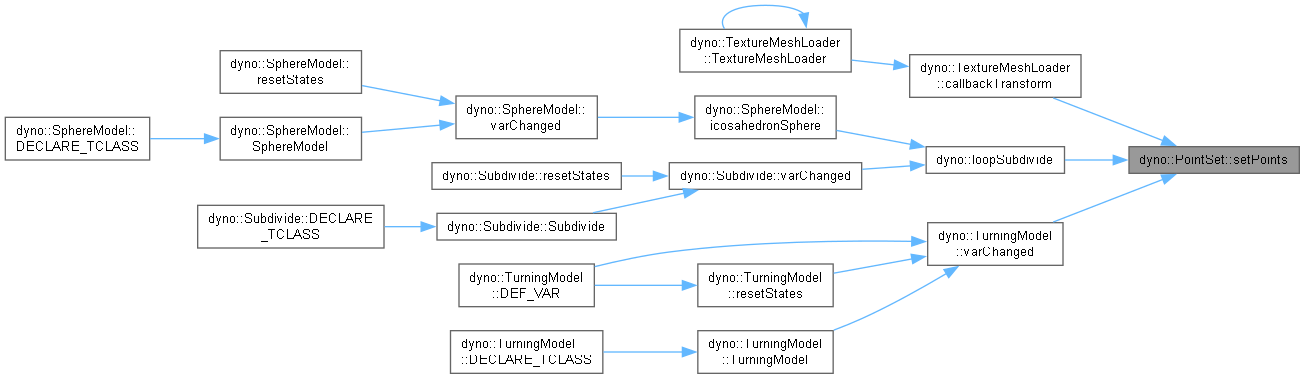 dyno::TextureMeshLoader
::TextureMeshLoader
dyno::SphereModel::
resetStates
dyno::TextureMeshLoader
::callbackTransform
dyno::SphereModel::
varChanged
dyno::SphereModel::
icosahedronSphere
dyno::SphereModel::
DECLARE_TCLASS
dyno::SphereModel::
SphereModel
dyno::loopSubdivide
dyno::PointSet::setPoints
dyno::Subdivide::resetStates
dyno::Subdivide::varChanged
dyno::Subdivide::DECLARE
_TCLASS
dyno::Subdivide::Subdivide
dyno::TurningModel
::varChanged
dyno::TurningModel
::DEF_VAR
dyno::TurningModel
::resetStates
dyno::TurningModel
::DECLARE_TCLASS
dyno::TurningModel
::TurningModel